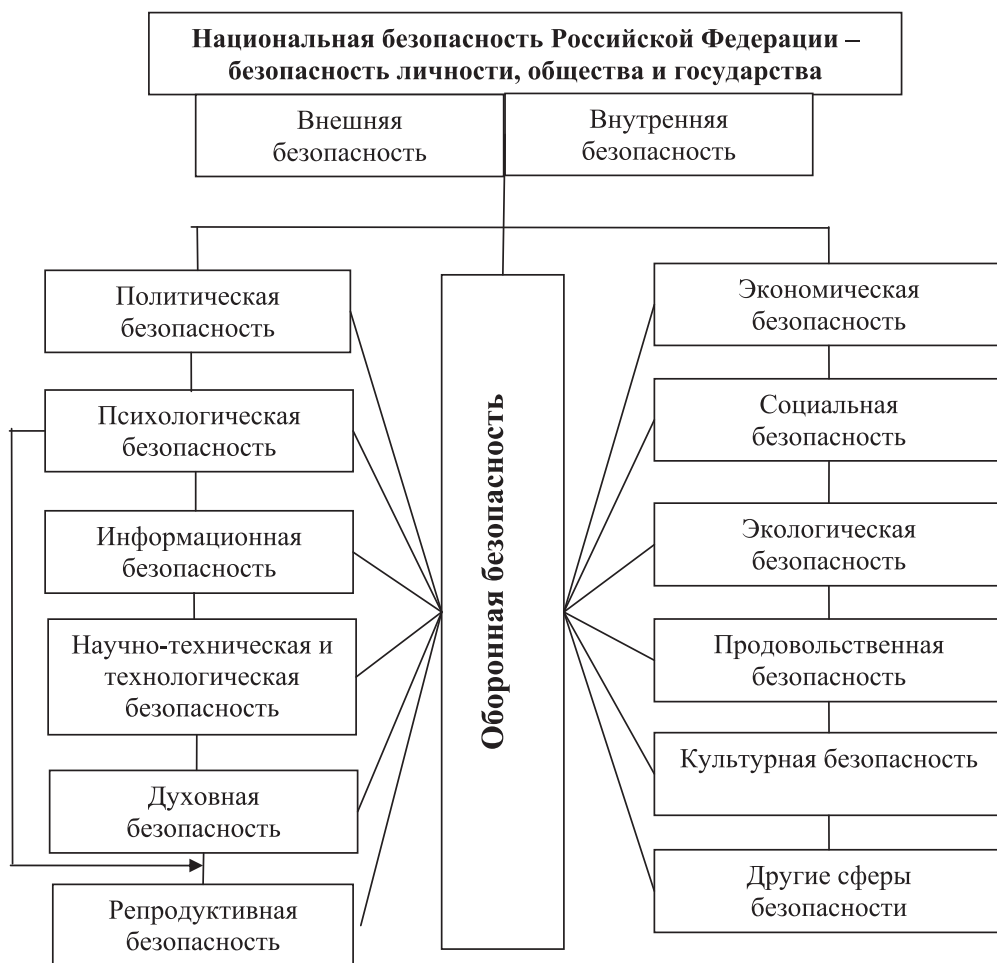 Национальная безопасность Российской Федерации –
безопасность личности, общества и государства
Внешняя
безопасность
Внутренняя
безопасность
Политическая
безопасность
Психологическая
безопасность
Информационная
безопасность
Научно-техническая и
технологическая
безопасность
Духовная
безопасность
Репродуктивная
безопасность
Оборонная безопасность
Экономическая
безопасность
Социальная
безопасность
Экологическая
безопасность
Продовольственная
безопасность
Культурная безопасность
Другие сферы
безопасности